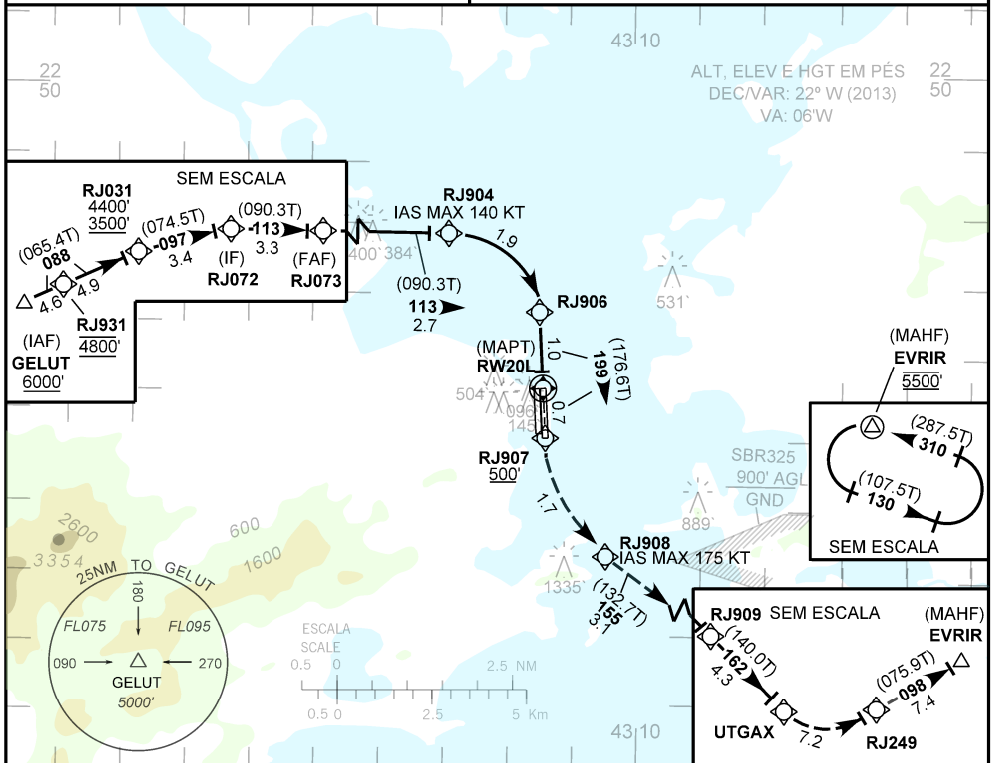 43 10
22
50
ALT, ELEV E HGT EM PÉS
DEC/VAR: 22º W (2013)
VA: 06'W
22
50
SEM ESCALA
RJ031
4400'
3500'
(065.4T)
088
4.6
4.9
(074.5T)
097
3.4
(090.3T)
113
3.3
(IF)
RJ072
(FAF)
RJ073
RJ931
4800'
(IAF)
GELUT
6000'
RJ904
IAS MAX 140 KT
400'
384'
1.9
(090.3T)
113
2.7
RJ906
531'
(MAPT)
RW20L
1.0
199
(176.6T)
0.7
504
096
145
RJ907
500'
1.7
(MAHF)
EVRIR
5500'
(287.5T)
310
(107.5T)
130
SEM ESCALA
SBR325
900' AGL
GND
889'
RJ908
IAS MAX 175 KT
1335'
(132.7T)
155
3.1
2600
3354
600
1600
25NM TO GELUT
180
FL075
FL095
090
270
GELUT
5000'
ESCALA
SCALE
0.5 0 2.5 NM
0.5 0 2.5 5 Km
43 10
RJ909
SEM ESCALA
(140.0T)
162
4.3
UTGAX
7.2
RJ249
(075.9T)
098
7.4
(MAHF)
EVRIR